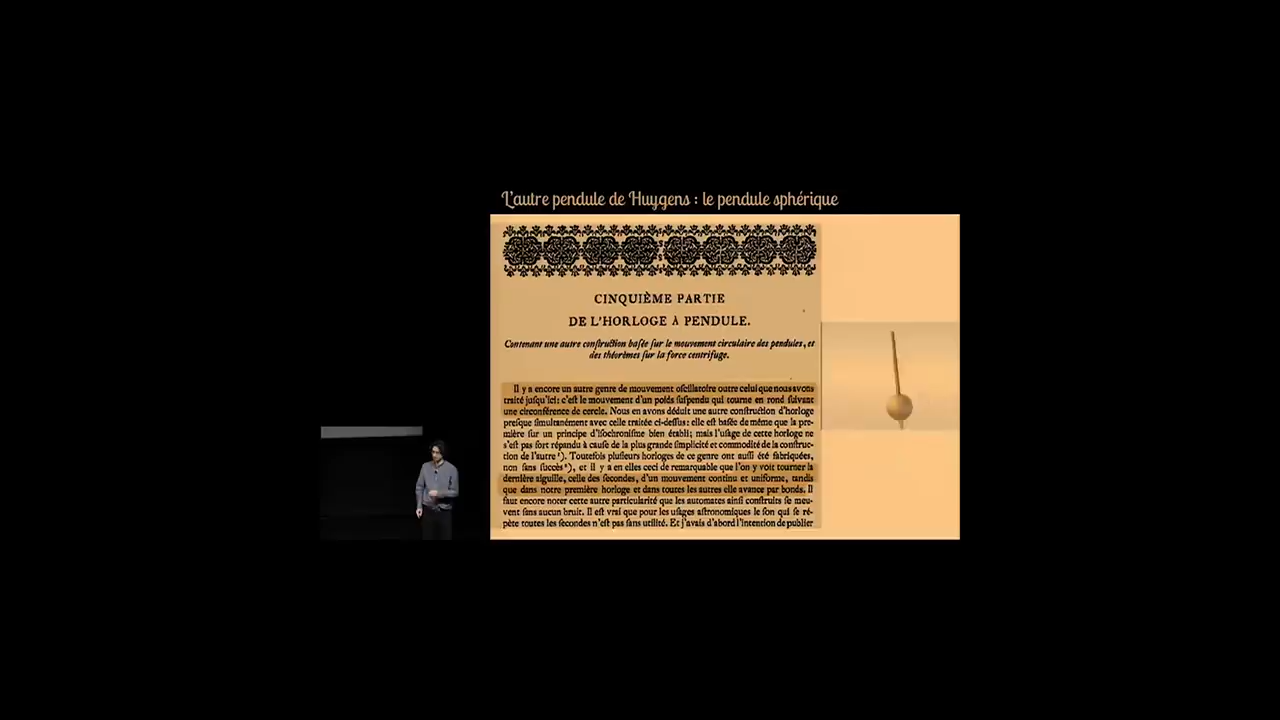 L'autre pendule de Huygens : le pendule sphérique
CINQUIÈME PARTIE
DE L'HORLOGE À PENDULE.
Contenant une autre conſtruction baſée ſur le mouvement circulaire des pendules, et
des théorèmes ſur la force centrifuge.
Il y a encore un autre genre de mouvement oſcillatoire outre celui que nous avons
traité juſqu'ici: c'eſt le mouvement d'un poids ſuſpendu qui tourne en rond ſuivant
une circonférence de cercle. Nous en avons déduit une autre conſtruction d'horloge
preſque ſimultanément avec celle traitée ci-deſſus: elle eſt baſée de même que la pre-
mière ſur un principe d'iſochroniſme bien établi; mais l'uſage de cette horloge ne
s'eſt pas fort répandu à cauſe de la plus grande ſimplicité et commodité de la conſtruc-
tion de l'autre ¹). Toutefois pluſieurs horloges de ce genre ont auſſi été fabriquées,
non ſans ſuccès ²), et il y a en elles ceci de remarquable que l'on y voit tourner la
dernière aiguille, celle des ſecondes, d'un mouvement continu et uniforme, tandis
que dans notre première horloge et dans toutes les autres elle avance par bonds. Il
faut encore noter cette autre particularité que les automates ainſi conſtruits ſe meu-
vent ſans aucun bruit. Il eſt vrai que pour les uſages aſtronomiques le ſon qui ſe ré-
pète toutes les ſecondes n'eſt pas ſans utilité. Et j'avais d'abord l'intention de publier